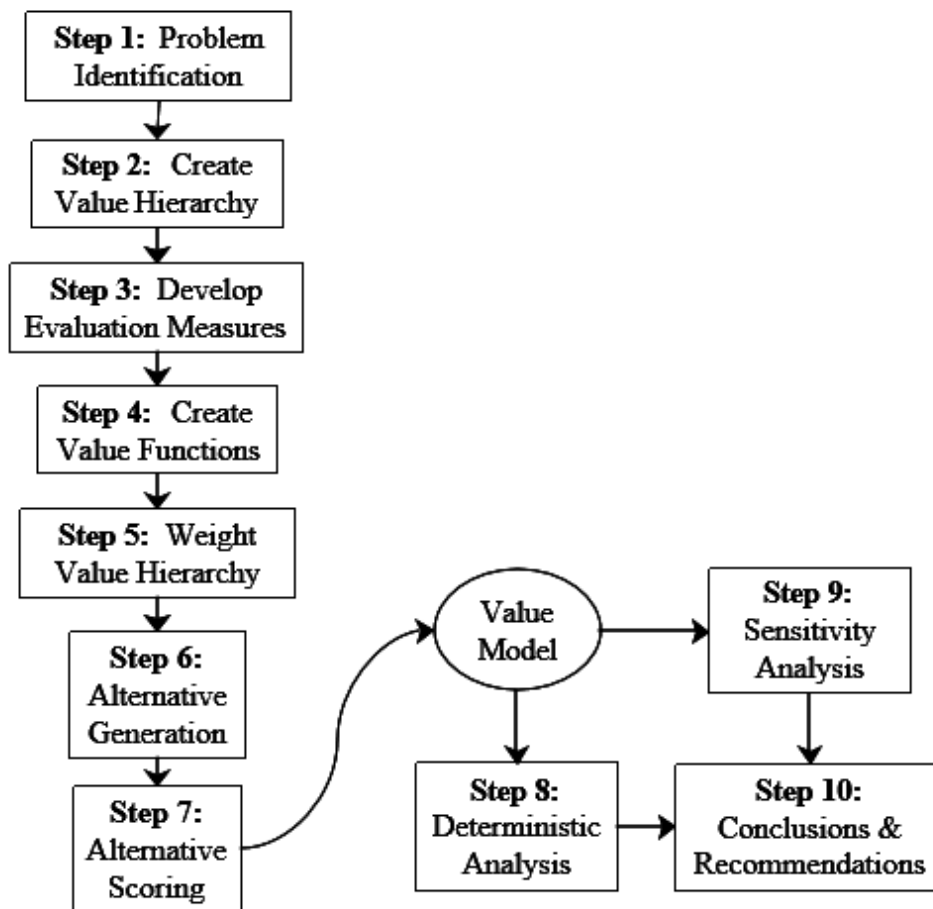 Step 1: Problem
Identification
Step 2: Create
Value Hierarchy
Step 3: Develop
Evaluation Measures
Step 4: Create
Value Functions
Step 5: Weight
Value Hierarchy
Step 6:
Alternative
Generation
Step 7:
Alternative
Scoring
Value
Model
Step 8:
Deterministic
Analysis
Step 9:
Sensitivity
Analysis
Step 10:
Conclusions &
Recommendations